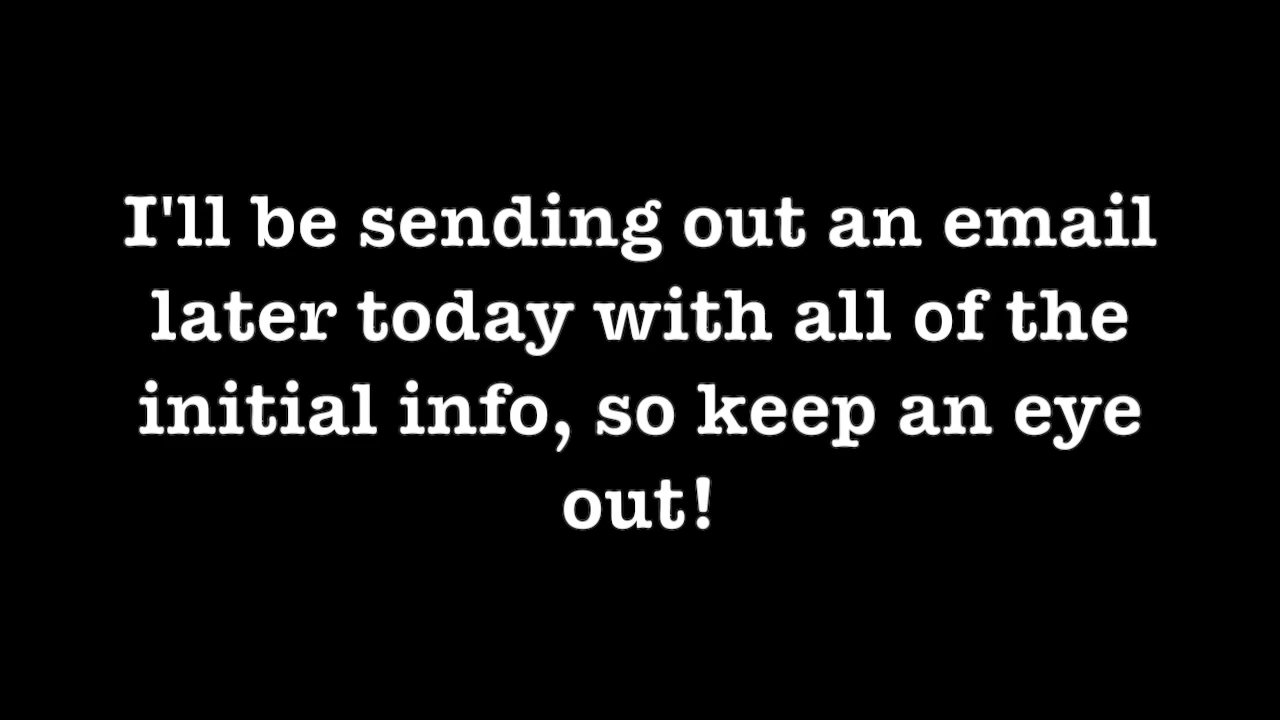 I'll be sending out an email
later today with all of the
initial info, so keep an eye
out!